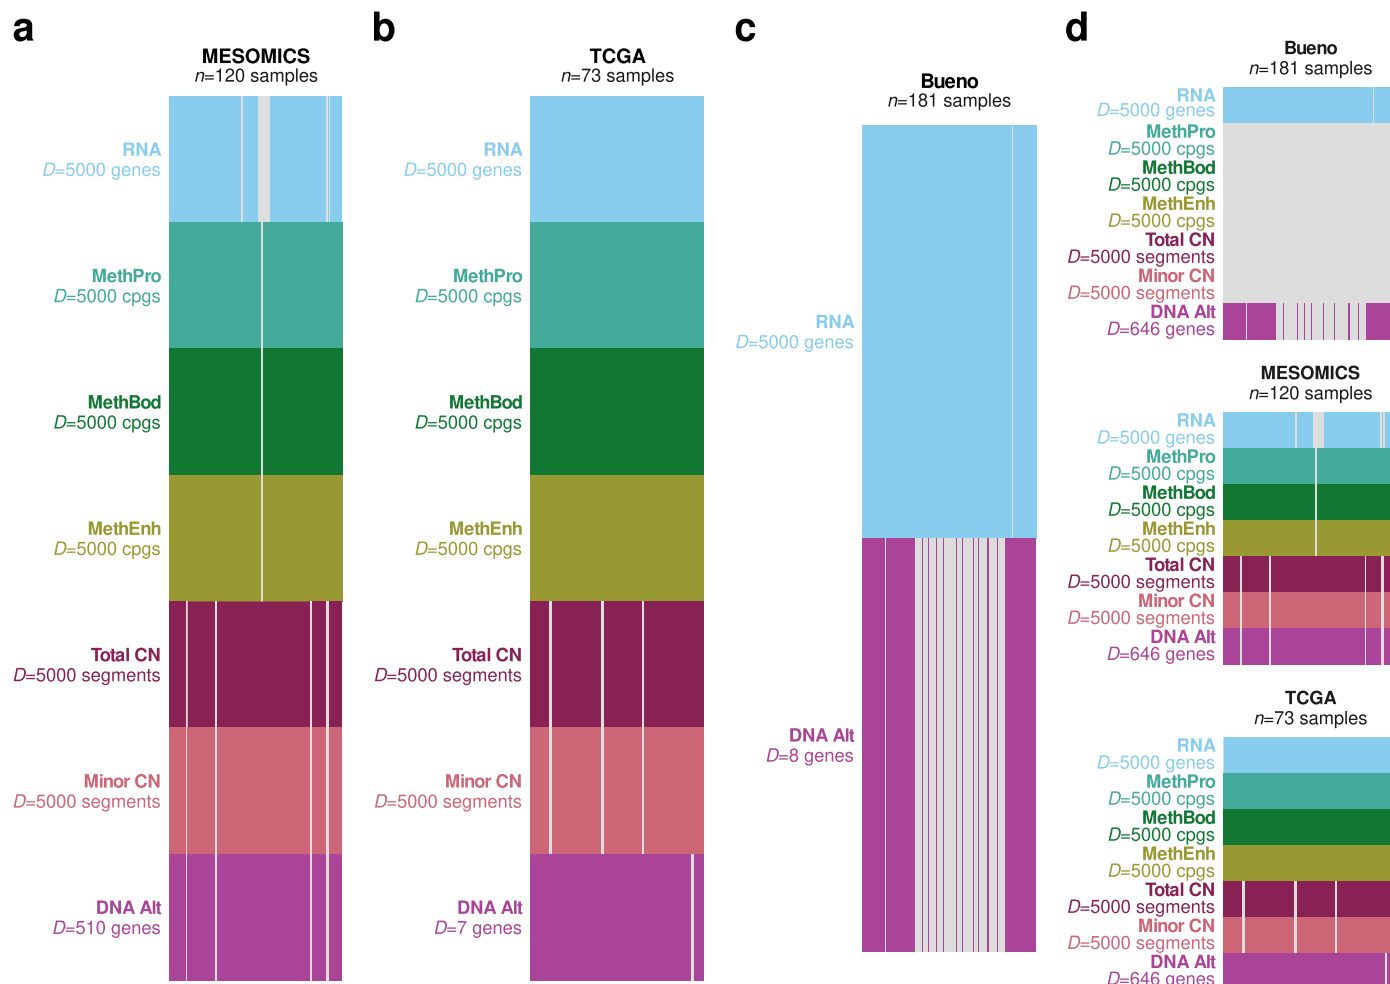 a
MESOMICS
n=120 samples
RNA
D=5000 genes
MethPro
D=5000 cpgs
MethBod
D=5000 cpgs
MethEnh
D=5000 cpgs
Total CN
D=5000 segments
Minor CN
D=5000 segments
DNA Alt
D=510 genes
b
TCGA
n=73 samples
RNA
D=5000 genes
MethPro
D=5000 cpgs
MethBod
D=5000 cpgs
MethEnh
D=5000 cpgs
Total CN
D=5000 segments
Minor CN
D=5000 segments
DNA Alt
D=7 genes
c
Bueno
n=181 samples
RNA
D=5000 genes
DNA Alt
D=8 genes
d
Bueno
n=181 samples
RNA
D=5000 genes
MethPro
D=5000 cpgs
MethBod
D=5000 cpgs
MethEnh
D=5000 cpgs
Total CN
D=5000 segments
Minor CN
D=5000 segments
DNA Alt
D=646 genes
MESOMICS
n=120 samples
RNA
D=5000 genes
MethPro
D=5000 cpgs
MethBod
D=5000 cpgs
MethEnh
D=5000 cpgs
Total CN
D=5000 segments
Minor CN
D=5000 segments
DNA Alt
D=646 genes
TCGA
n=73 samples
RNA
D=5000 genes
MethPro
D=5000 cpgs
MethBod
D=5000 cpgs
MethEnh
D=5000 cpgs
Total CN
D=5000 segments
Minor CN
D=5000 segments
DNA Alt
D=646 genes